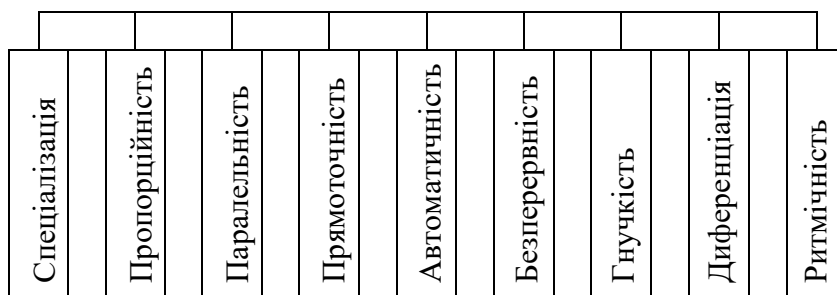 Спеціалізація
Пропорційність
Паралельність
Прямоточність
Автоматичність
Безперервність
Гнучкість
Диференціація
Ритмічність